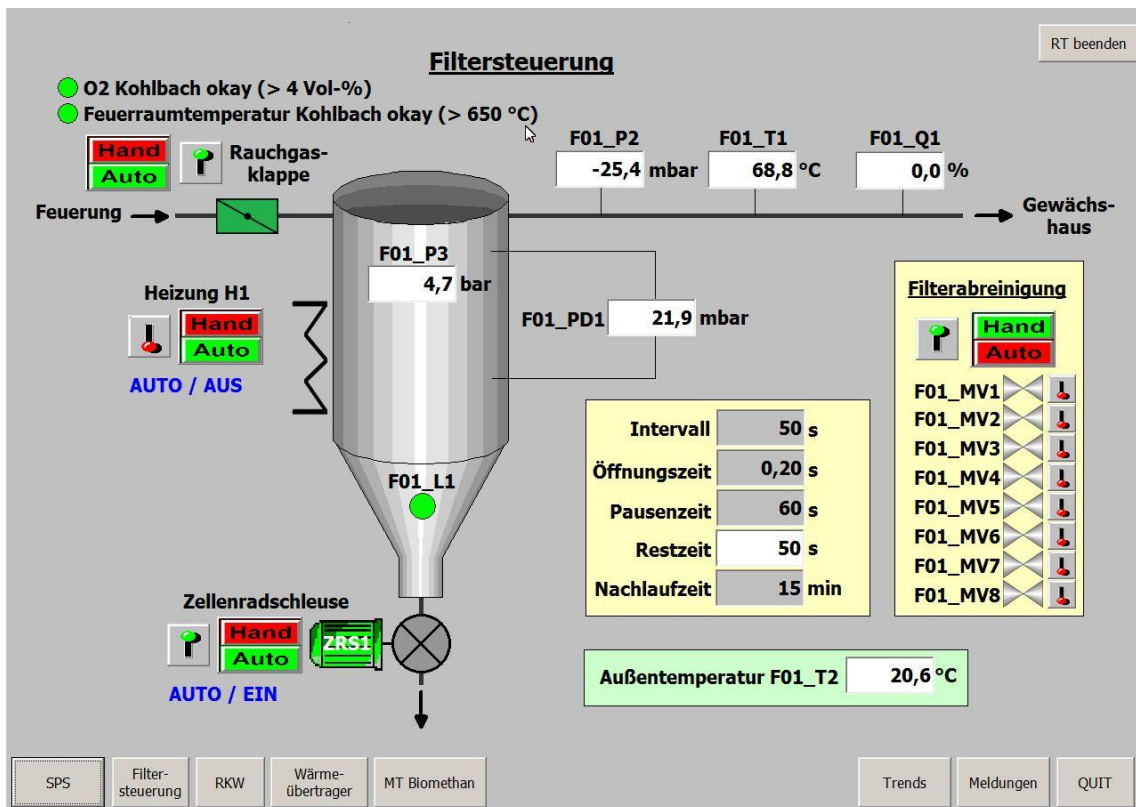 Filtersteuerung
RT beenden
O2 Kohlbach okay (> 4 Vol-%)
Feuerraumtemperatur Kohlbach okay (> 650 °C)
Hand
Auto
Rauchgas-
klappe
F01_P2
-25,4 mbar
F01_T1
68,8 °C
F01_Q1
0,0 %
Feuerung
Gewächs-
haus
F01_P3
4,7 bar
Heizung H1
Hand
Auto
AUTO / AUS
F01_PD1 21,9 mbar
Filterabreinigung
Hand
Auto
F01_MV1
F01_MV2
F01_MV3
F01_MV4
F01_MV5
F01_MV6
F01_MV7
F01_MV8
Intervall 50 s
Öffnungszeit 0,20 s
Pausenzeit 60 s
Restzeit 50 s
Nachlaufzeit 15 min
F01_L1
Zellenradschleuse
Hand
Auto
ZRS1
AUTO / EIN
Außentemperatur F01_T2 20,6 °C
SPS
Filter-
steuerung
RKW
Wärme-
übertrager
MT Biomethan
Trends
Meldungen
QUIT